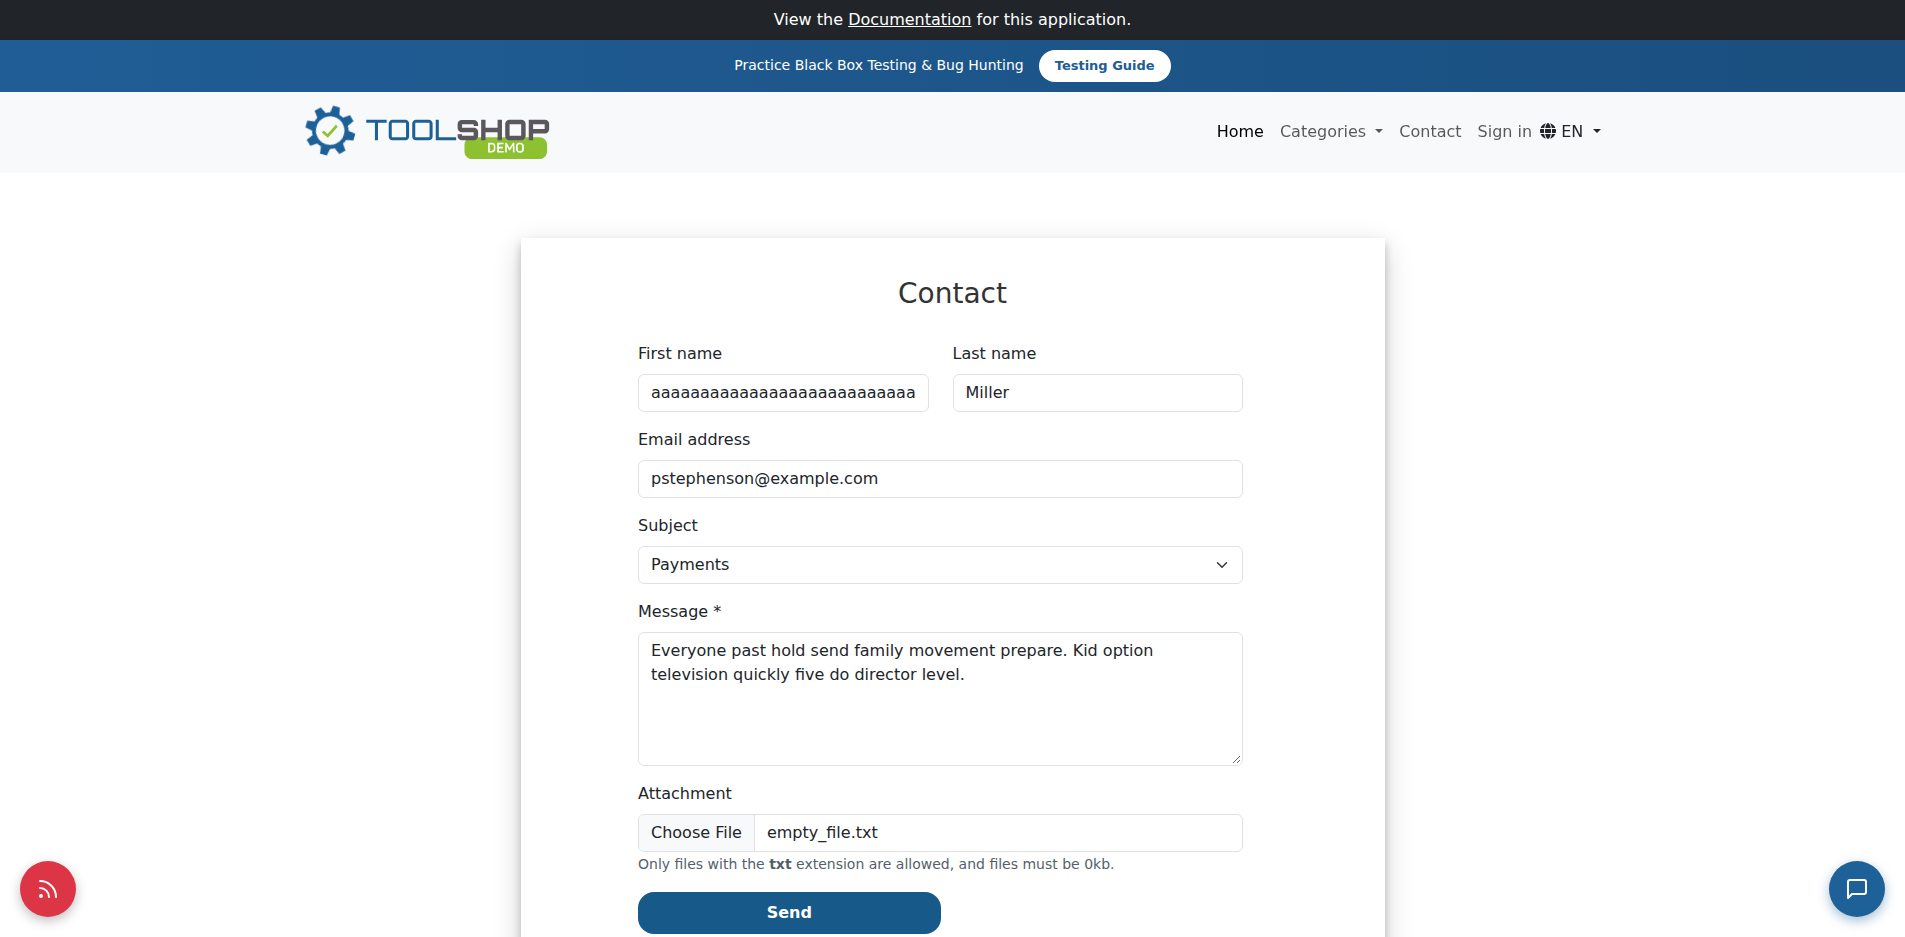 View the Documentation for this application.
Practice Black Box Testing & Bug Hunting Testing Guide
TOOLSHOP DEMO
Home Categories Contact Sign in EN
Contact
First name Last name
aaaaaaaaaaaaaaaaaaaaaaaaaaa Miller
Email address
pstephenson@example.com
Subject
Payments
Message *
Everyone past hold send family movement prepare. Kid option
television quickly five do director level.
Attachment
Choose File empty_file.txt
Only files with the txt extension are allowed, and files must be 0kb.
Send